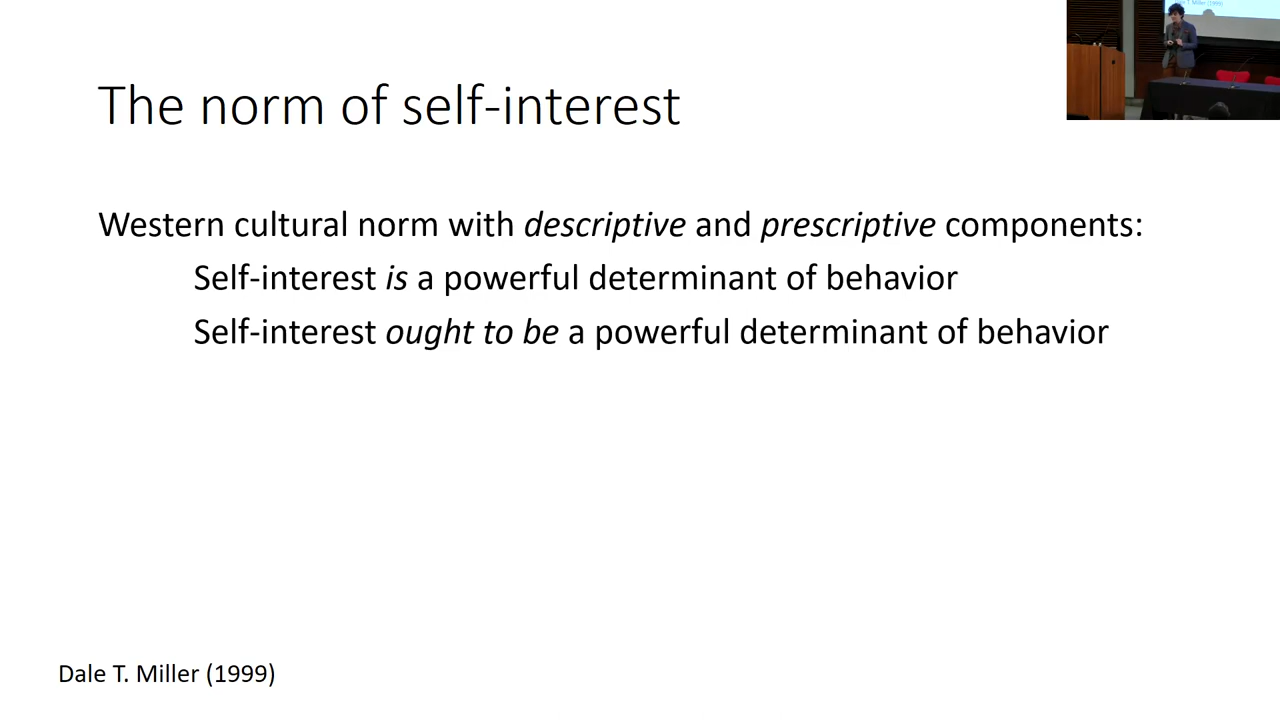 The norm of self-interest
Western cultural norm with descriptive and prescriptive components:
Self-interest is a powerful determinant of behavior
Self-interest ought to be a powerful determinant of behavior
Dale T. Miller (1999)